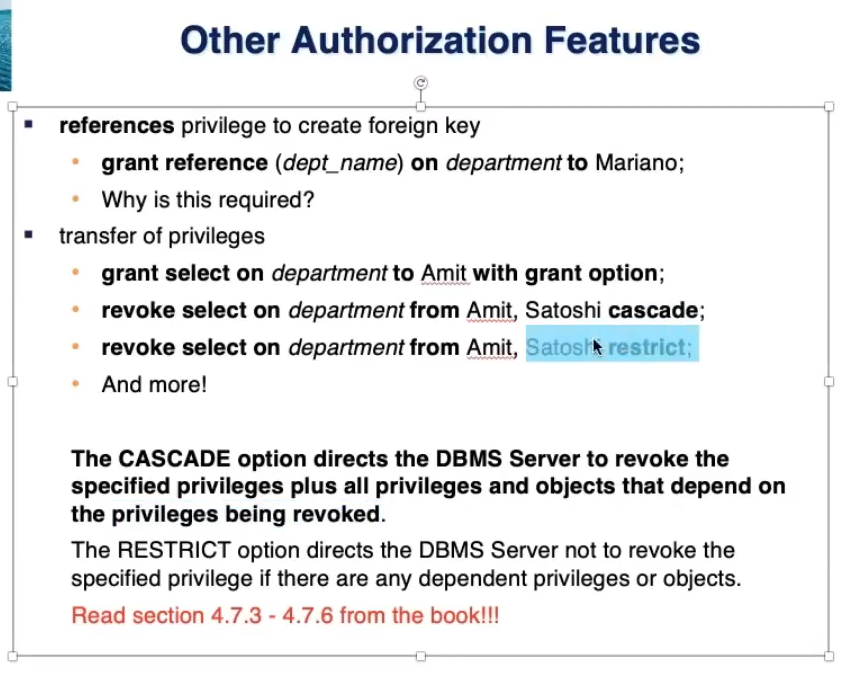 Other Authorization Features
references privilege to create foreign key
grant reference (dept_name) on department to Mariano;
Why is this required?
transfer of privileges
grant select on department to Amit with grant option;
revoke select on department from Amit, Satoshi cascade;
revoke select on department from Amit, Satoshi restrict;
And more!
The CASCADE option directs the DBMS Server to revoke the
specified privileges plus all privileges and objects that depend on
the privileges being revoked.
The RESTRICT option directs the DBMS Server not to revoke the
specified privilege if there are any dependent privileges or objects.
Read section 4.7.3 - 4.7.6 from the book!!!